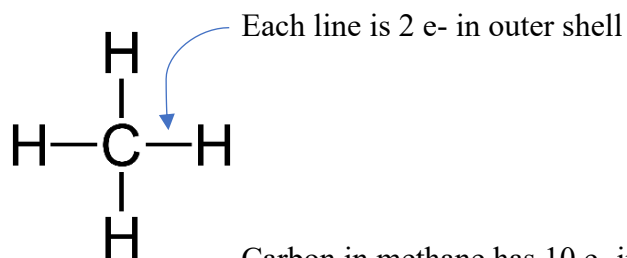 Each line is 2 e- in outer shell
H
H C H
H
Carbon in methane has 10 e- i